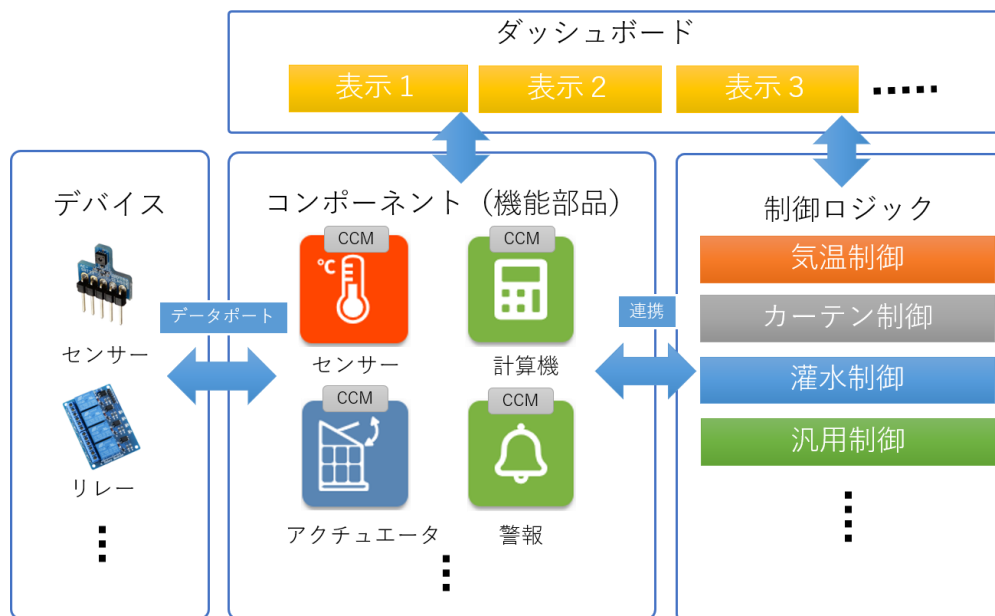 ダッシュボード
表示１
表示２
表示３
デバイス
センサー
リレー
データポート
コンポーネント（機能部品）
CCM
℃
センサー
CCM
計算機
CCM
アクチュエータ
CCM
警報
連携
制御ロジック
気温制御
カーテン制御
灌水制御
汎用制御